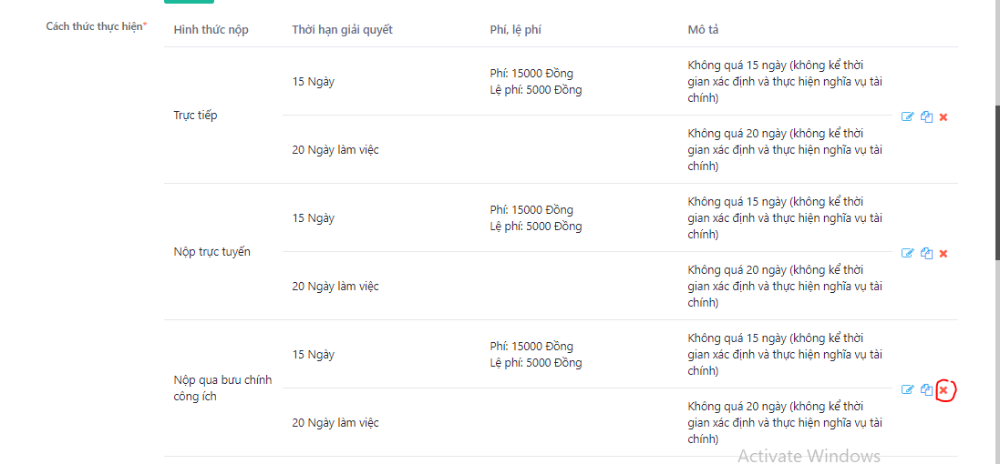 Cách thức thực hiện*
Hình thức nộp
Thời hạn giải quyết
Phí, lệ phí
Mô tả
Trực tiếp
15 Ngày
Phí: 15000 Đồng
Lệ phí: 5000 Đồng
Không quá 15 ngày (không kể thời
gian xác định và thực hiện nghĩa vụ tài
chính)
20 Ngày làm việc
Không quá 20 ngày (không kể thời
gian xác định và thực hiện nghĩa vụ tài
chính)
Nộp trực tuyến
15 Ngày
Phí: 15000 Đồng
Lệ phí: 5000 Đồng
Không quá 15 ngày (không kể thời
gian xác định và thực hiện nghĩa vụ tài
chính)
20 Ngày làm việc
Không quá 20 ngày (không kể thời
gian xác định và thực hiện nghĩa vụ tài
chính)
Nộp qua bưu chính
công ích
15 Ngày
Phí: 15000 Đồng
Lệ phí: 5000 Đồng
Không quá 15 ngày (không kể thời
gian xác định và thực hiện nghĩa vụ tài
chính)
20 Ngày làm việc
Không quá 20 ngày (không kể thời
gian xác định và thực hiện nghĩa vụ tài
chính)
Activate Windows